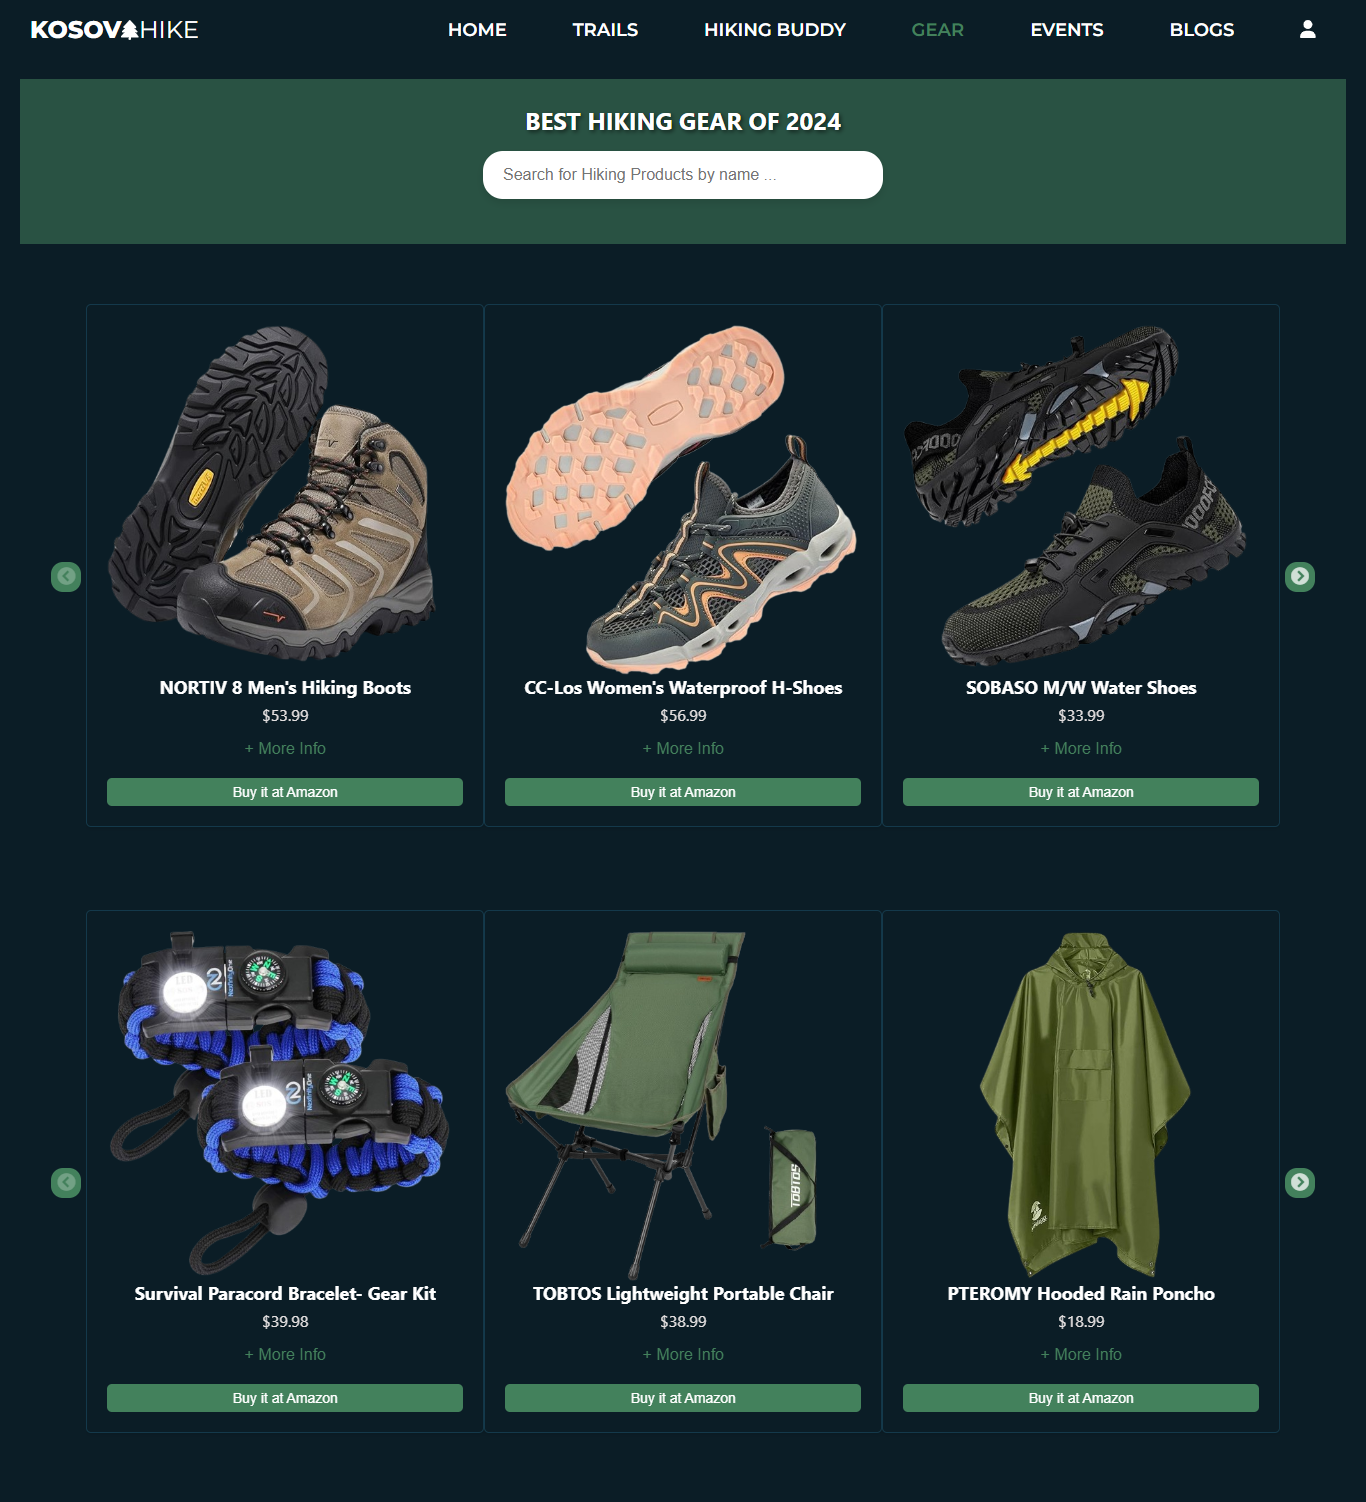 KOSOVAHIKE
HOME
TRAILS
HIKING BUDDY
GEAR
EVENTS
BLOGS
BEST HIKING GEAR OF 2024
Search for Hiking Products by name ...
NORTIV 8 Men's Hiking Boots
$53.99
+ More Info
Buy it at Amazon
CC-Los Women's Waterproof H-Shoes
$56.99
+ More Info
Buy it at Amazon
SOBASO M/W Water Shoes
$33.99
+ More Info
Buy it at Amazon
LED
LED
TOBTOS
Survival Paracord Bracelet- Gear Kit
$39.98
+ More Info
Buy it at Amazon
TOBTOS Lightweight Portable Chair
$38.99
+ More Info
Buy it at Amazon
PTEROMY Hooded Rain Poncho
$18.99
+ More Info
Buy it at Amazon